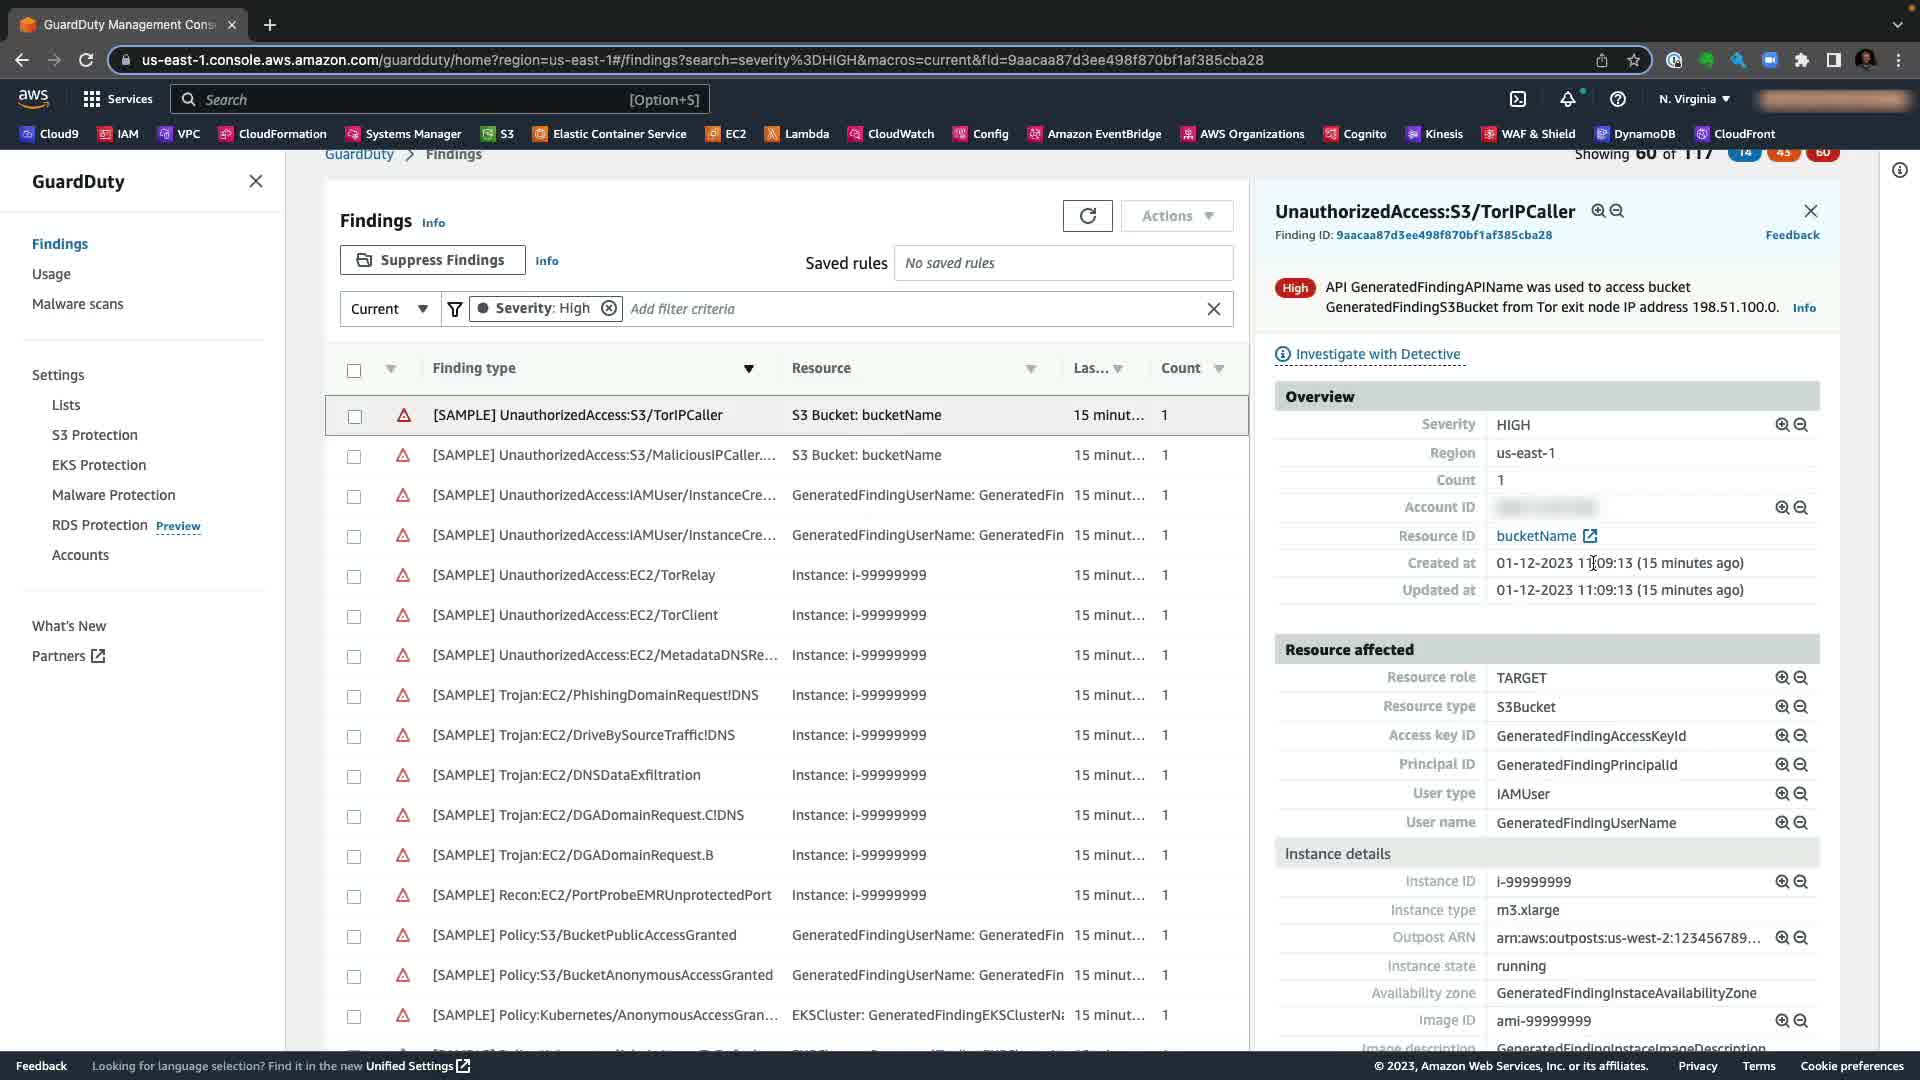 GuardDuty Management Cons
us-east-1.console.aws.amazon.com/guardduty/home?region=us-east-1#/findings?search=severity%3DHIGH&macros=current&fId=9aacaa87d3ee498f870bf1af385cba28
aws
Services
Search
[Option+S]
N. Virginia
Cloud9 IAM VPC CloudFormation Systems Manager S3 Elastic Container Service EC2 Lambda CloudWatch Config Amazon EventBridge AWS Organizations Cognito Kinesis WAF & Shield DynamoDB CloudFront
GuardDuty
Findings
Usage
Malware scans
Settings
Lists
S3 Protection
EKS Protection
Malware Protection
RDS Protection Preview
Accounts
What's New
Partners
GuardDuty > Findings
Showing 60 of 117 14 43 60
Findings Info
Actions
Suppress Findings Info
Saved rules No saved rules
Current Severity: High Add filter criteria
Finding type Resource Las... Count
[SAMPLE] UnauthorizedAccess:S3/TorIPCaller S3 Bucket: bucketName 15 minut... 1
[SAMPLE] UnauthorizedAccess:S3/MaliciousIPCaller.... S3 Bucket: bucketName 15 minut... 1
[SAMPLE] UnauthorizedAccess:IAMUser/InstanceCre... GeneratedFindingUserName: GeneratedFin 15 minut... 1
[SAMPLE] UnauthorizedAccess:IAMUser/InstanceCre... GeneratedFindingUserName: GeneratedFin 15 minut... 1
[SAMPLE] UnauthorizedAccess:EC2/TorRelay Instance: i-99999999 15 minut... 1
[SAMPLE] UnauthorizedAccess:EC2/TorClient Instance: i-99999999 15 minut... 1
[SAMPLE] UnauthorizedAccess:EC2/MetadataDNSRe... Instance: i-99999999 15 minut... 1
[SAMPLE] Trojan:EC2/PhishingDomainRequest!DNS Instance: i-99999999 15 minut... 1
[SAMPLE] Trojan:EC2/DriveBySourceTraffic!DNS Instance: i-99999999 15 minut... 1
[SAMPLE] Trojan:EC2/DNSDataExfiltration Instance: i-99999999 15 minut... 1
[SAMPLE] Trojan:EC2/DGADomainRequest.C!DNS Instance: i-99999999 15 minut... 1
[SAMPLE] Trojan:EC2/DGADomainRequest.B Instance: i-99999999 15 minut... 1
[SAMPLE] Recon:EC2/PortProbeEMRUnprotectedPort Instance: i-99999999 15 minut... 1
[SAMPLE] Policy:S3/BucketPublicAccessGranted GeneratedFindingUserName: GeneratedFin 15 minut... 1
[SAMPLE] Policy:S3/BucketAnonymousAccessGranted GeneratedFindingUserName: GeneratedFin 15 minut... 1
[SAMPLE] Policy:Kubernetes/AnonymousAccessGran... EKSCluster: GeneratedFindingEKSClusterNa 15 minut... 1
UnauthorizedAccess:S3/TorIPCaller
Finding ID: 9aacaa87d3ee498f870bf1af385cba28 Feedback
High API GeneratedFindingAPIName was used to access bucket
GeneratedFindingS3Bucket from Tor exit node IP address 198.51.100.0. Info
Investigate with Detective
Overview
Severity HIGH
Region us-east-1
Count 1
Account ID
Resource ID bucketName
Created at 01-12-2023 11:09:13 (15 minutes ago)
Updated at 01-12-2023 11:09:13 (15 minutes ago)
Resource affected
Resource role TARGET
Resource type S3Bucket
Access key ID GeneratedFindingAccessKeyId
Principal ID GeneratedFindingPrincipalId
User type IAMUser
User name GeneratedFindingUserName
Instance details
Instance ID i-99999999
Instance type m3.xlarge
Outpost ARN arn:aws:outposts:us-west-2:123456789...
Instance state running
Availability zone GeneratedFindingInstaceAvailabilityZone
Image ID ami-99999999
Image description GeneratedFindingInstaceImageDescription
Feedback Looking for language selection? Find it in the new Unified Settings © 2023, Amazon Web Services, Inc. or its affiliates. Privacy Terms Cookie preferences